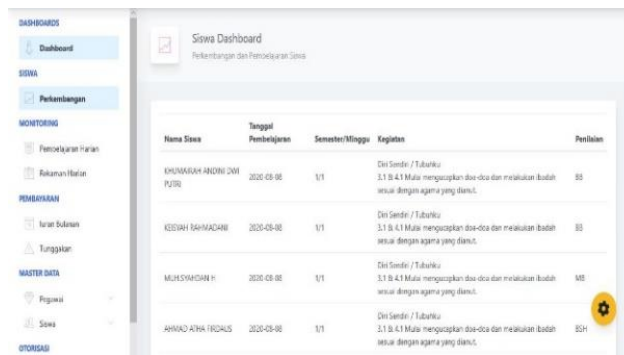 DASHBOARDS
Dashboard
SISWA
Perkembangan
MONITORING
Pembelajaran Harian
Rekaman Harian
PEMBAYARAN
Iuran Bulanan
Tunggakan
MASTER DATA
Pegawai
Siswa
OTORISASI
Siswa Dashboard
Perkembangan dan Pembelajaran Siswa
Nama Siswa Tanggal Pembelajaran Semester/Minggu Kegiatan Penilaian
KHUMAIRAH ANDINI DWI PUTRI 2020-08-08 1/1 Diri Sendiri / Tubuhku
3.1 & 4.1 Mulai mengucapkan doa-doa dan melakukan ibadah
sesuai dengan agama yang dianut. BB
KEISYAH RAHMADANI 2020-08-08 1/1 Diri Sendiri / Tubuhku
3.1 & 4.1 Mulai mengucapkan doa-doa dan melakukan ibadah
sesuai dengan agama yang dianut. BB
2020-08-08 1/1 Diri Sendiri / Tubuhku
3.1 & 4.1 Mulai mengucapkan doa-doa dan melakukan ibadah
sesuai dengan agama yang dianut. MB
AHMAD ATHA FIRDAUS 2020-08-08 1/1 Diri Sendiri / Tubuhku
3.1 & 4.1 Mulai mengucapkan doa-doa dan melakukan ibadah
sesuai dengan agama yang dianut. BSH